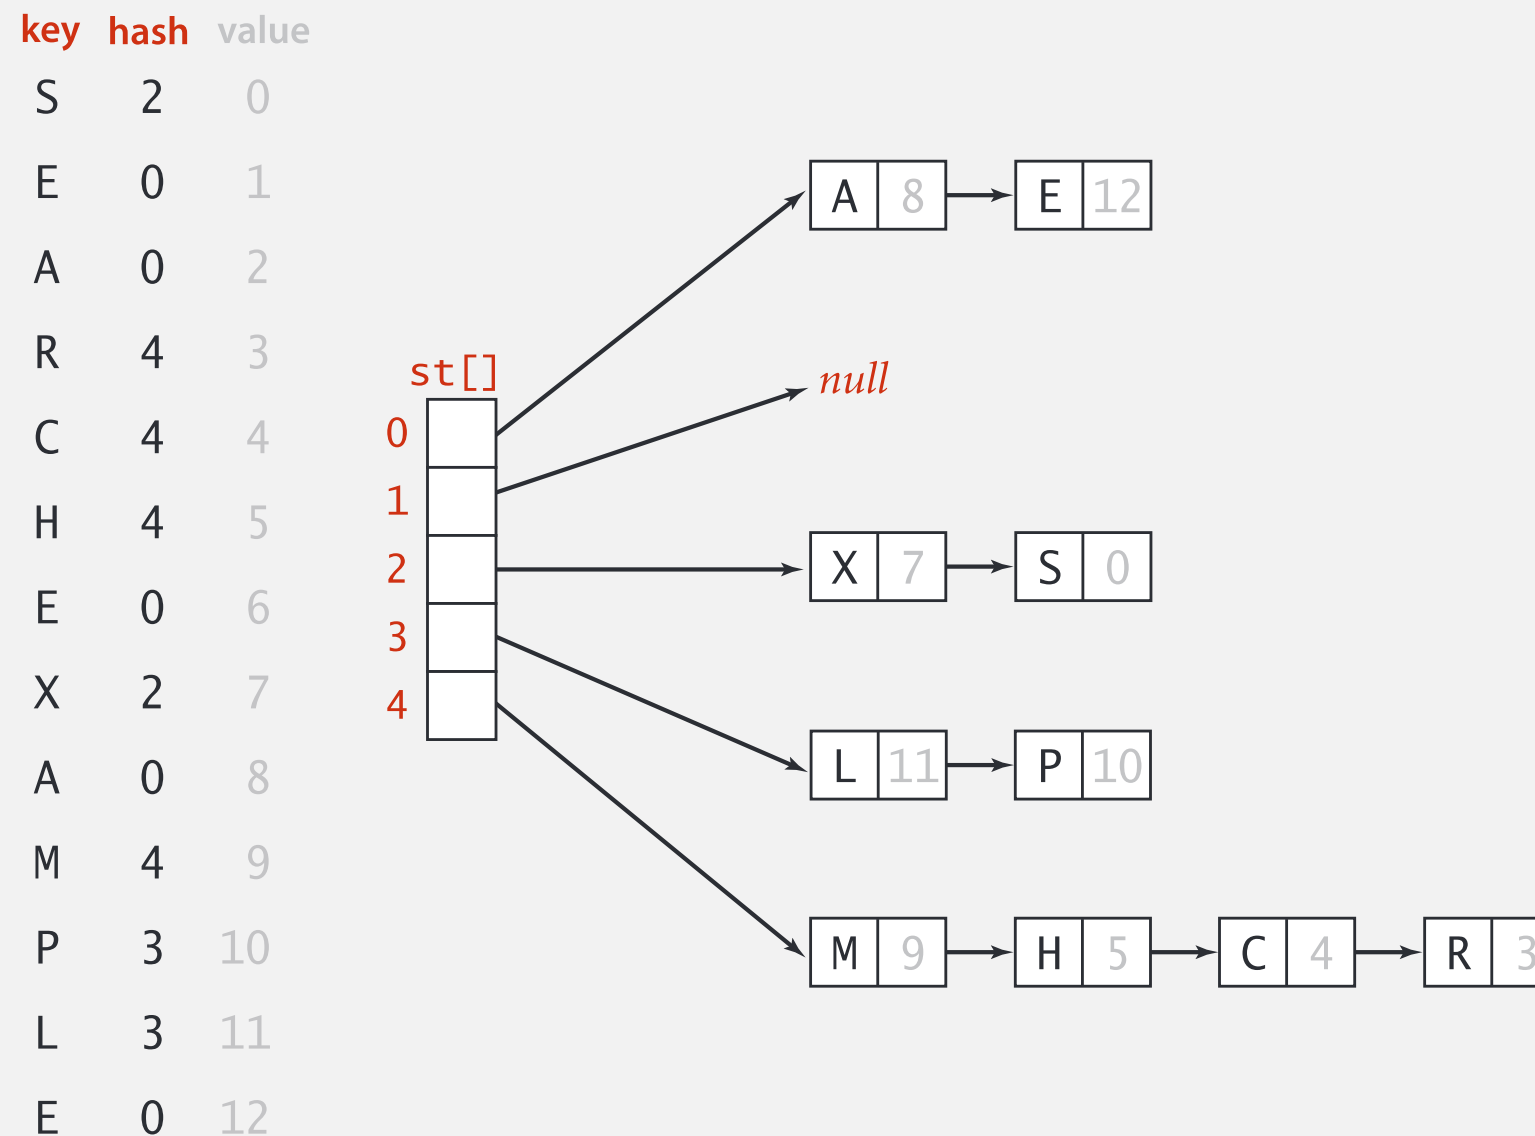 key hash value
S 2 0
E 0 1
A 0 2
R 4 3
C 4 4
H 4 5
E 0 6
X 2 7
A 0 8
M 4 9
P 3 10
L 3 11
E 0 12
st[]
0
1
2
3
4
A 8 E 12
null
X 7 S 0
L 11 P 10
M 9 H 5 C 4 R 3